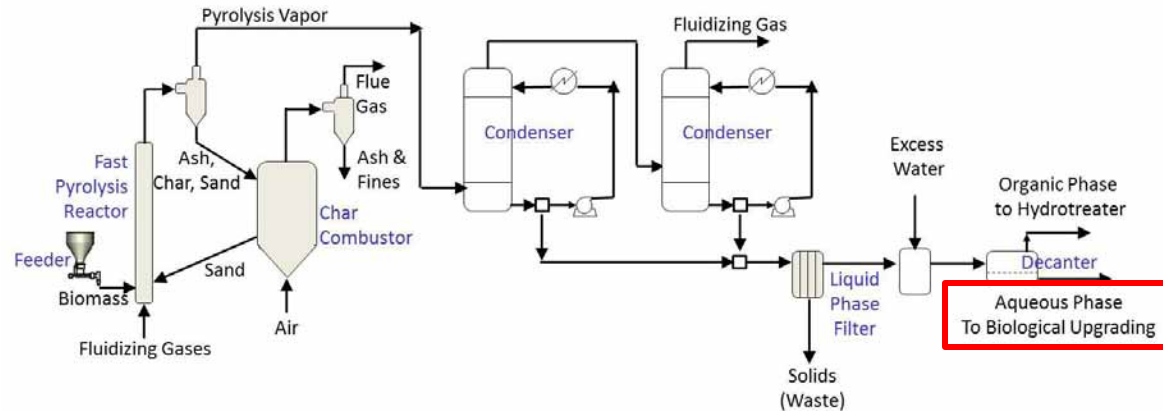 Pyrolysis Vapor
Fluidizing Gas
Flue
Gas
Condenser
Condenser
Excess
Water
Ash,
Char, Sand
Ash &
Fines
Fast
Pyrolysis
Reactor
Organic Phase
to Hydrotreater
Char
Combustor
Feeder
Sand
Decanter
Biomass
Liquid
Phase
Filter
Aqueous Phase
To Biological Upgrading
Air
Fluidizing Gases
Solids
(Waste)